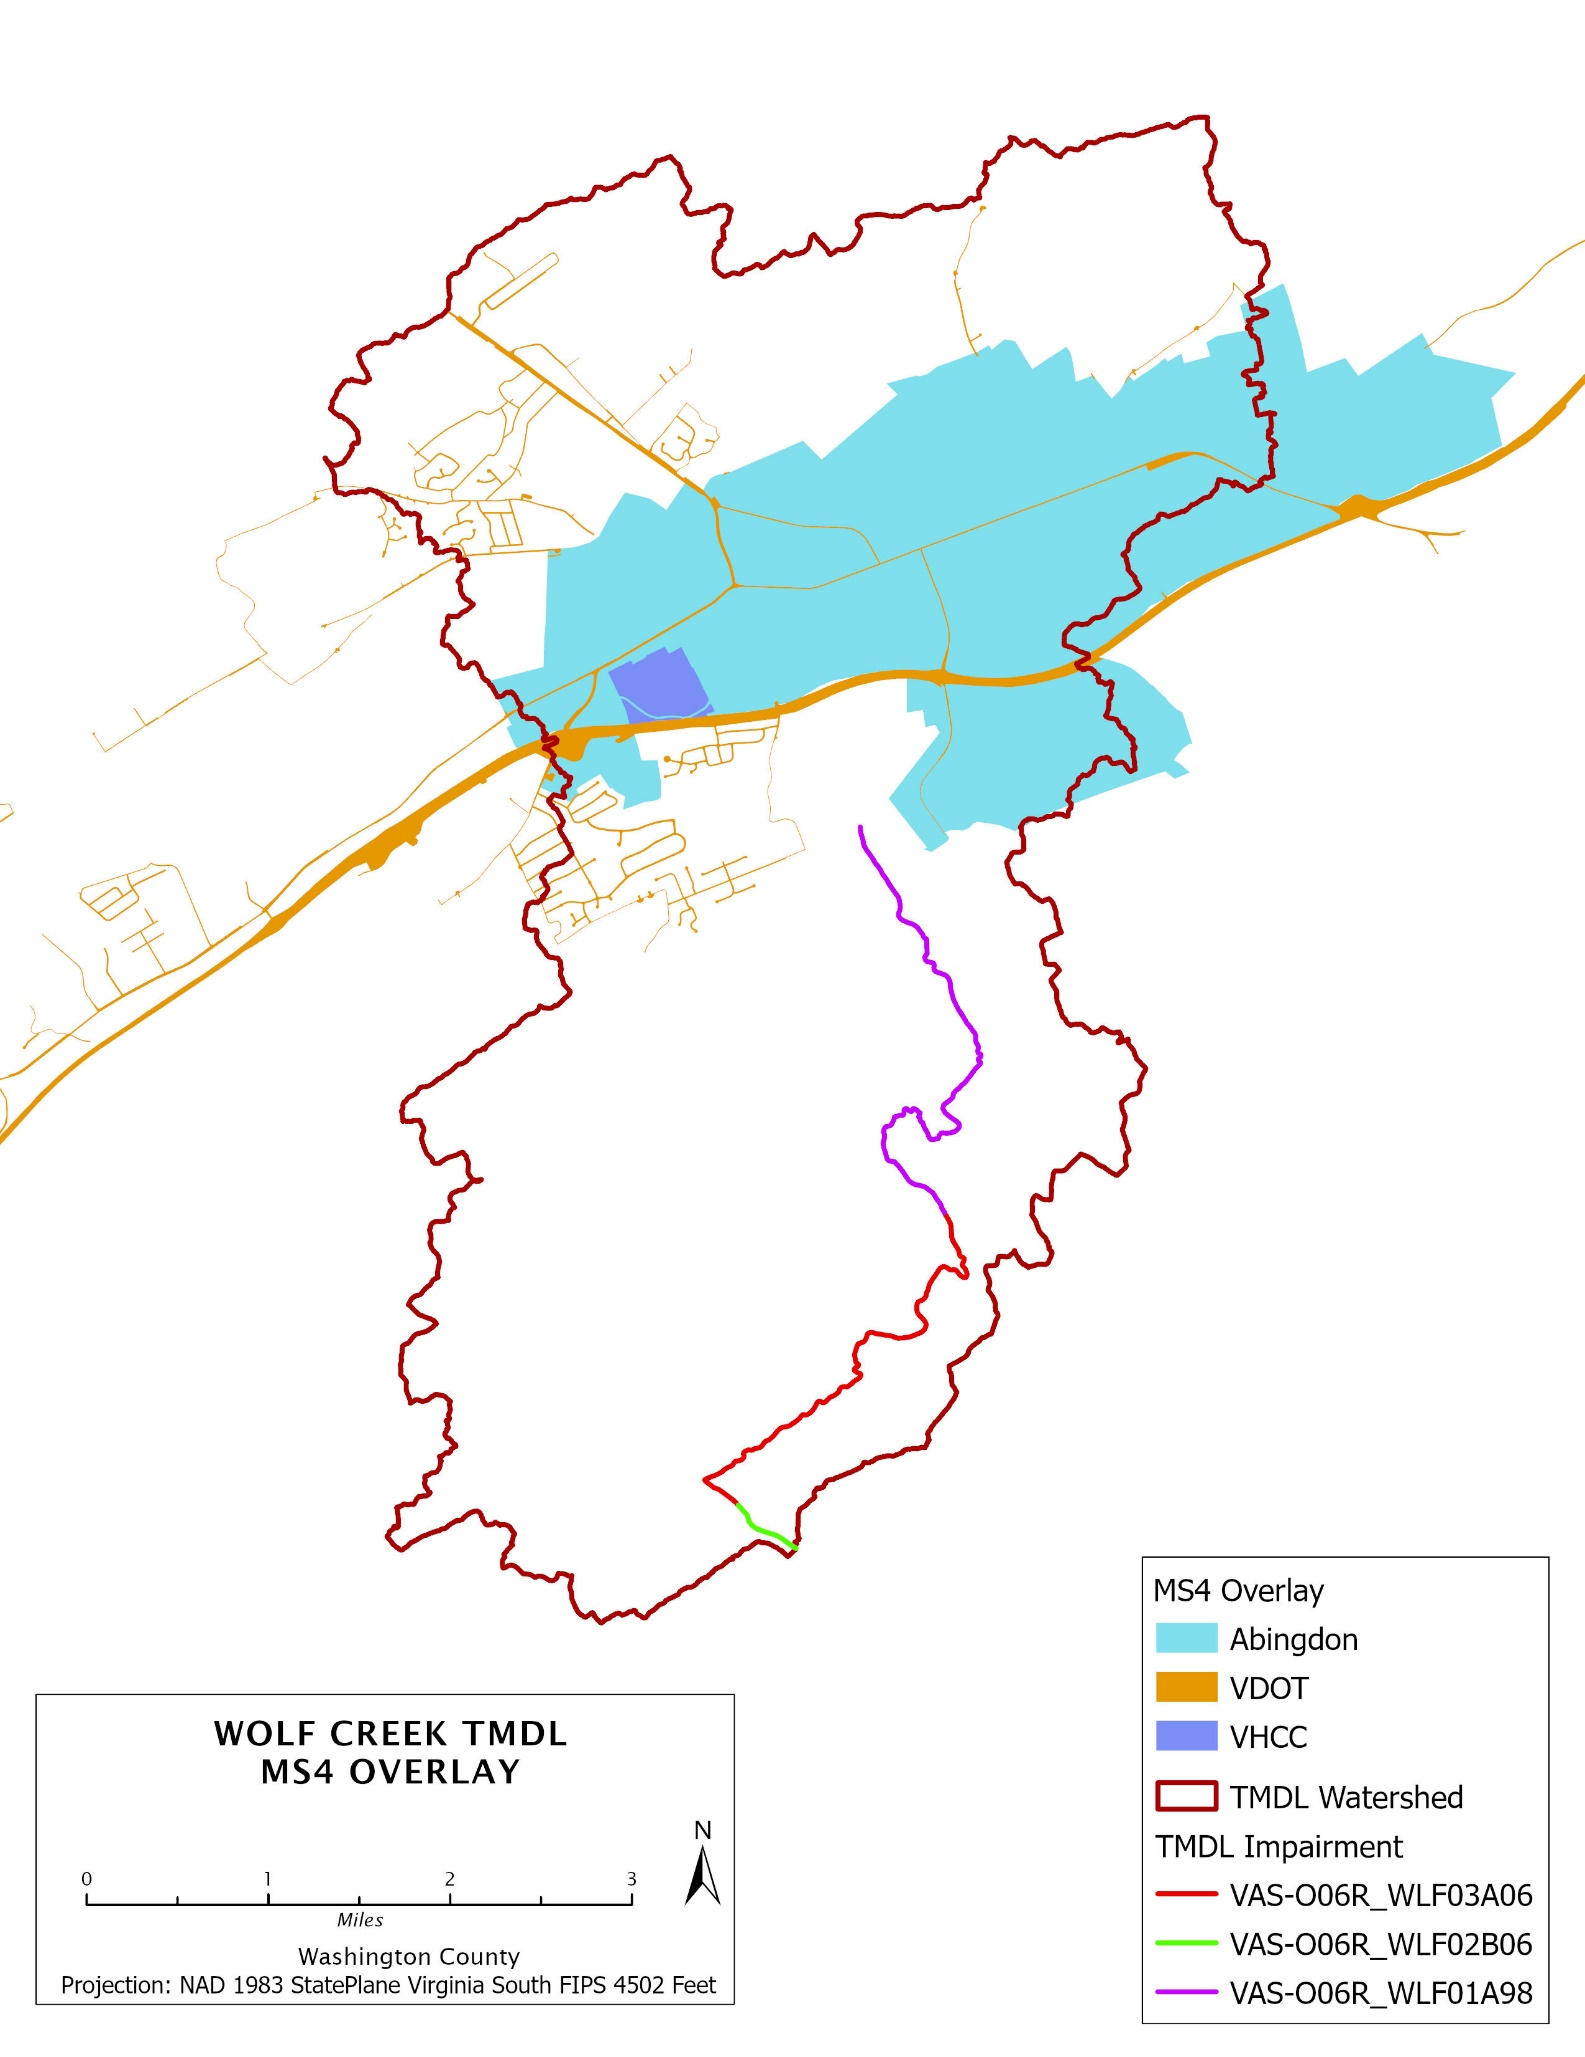 MS4 Overlay
Abingdon
VDOT
VHCC
TMDL Watershed
TMDL Impairment
VAS-O06R_WLF03A06
VAS-O06R_WLF02B06
VAS-O06R_WLF01A98
WOLF CREEK TMDL
MS4 OVERLAY
N
0 1 2 3
Miles
Washington County
Projection: NAD 1983 StatePlane Virginia South FIPS 4502 Feet